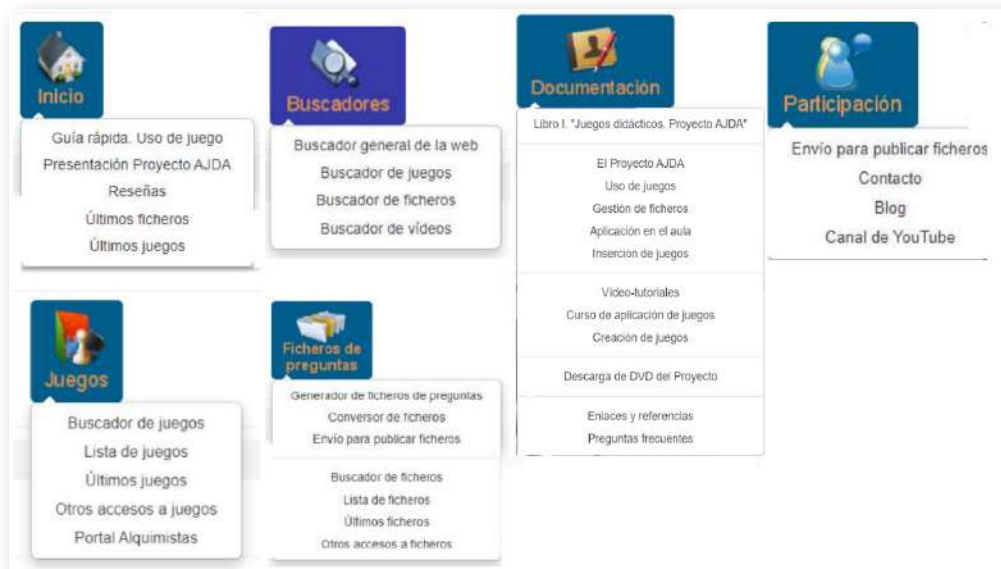 Inicio
Guía rápida. Uso de juego
Presentación Proyecto AJDA
Reseñas
Últimos ficheros
Últimos juegos
Buscadores
Buscador general de la web
Buscador de juegos
Buscador de ficheros
Buscador de vídeos
Documentación
Libro I. "Juegos didácticos. Proyecto AJDA"
El Proyecto AJDA
Uso de juegos
Gestión de ficheros
Aplicación en el aula
Inserción de juegos
Vídeo-tutoriales
Curso de aplicación de juegos
Creación de juegos
Descarga de DVD del Proyecto
Enlaces y referencias
Preguntas frecuentes
Participación
Envío para publicar ficheros
Contacto
Blog
Canal de YouTube
Juegos
Buscador de juegos
Lista de juegos
Últimos juegos
Otros accesos a juegos
Portal Alquimistas
Ficheros de
preguntas
Generador de ficheros de preguntas
Conversor de ficheros
Envío para publicar ficheros
Buscador de ficheros
Lista de ficheros
Últimos ficheros
Otros accesos a ficheros